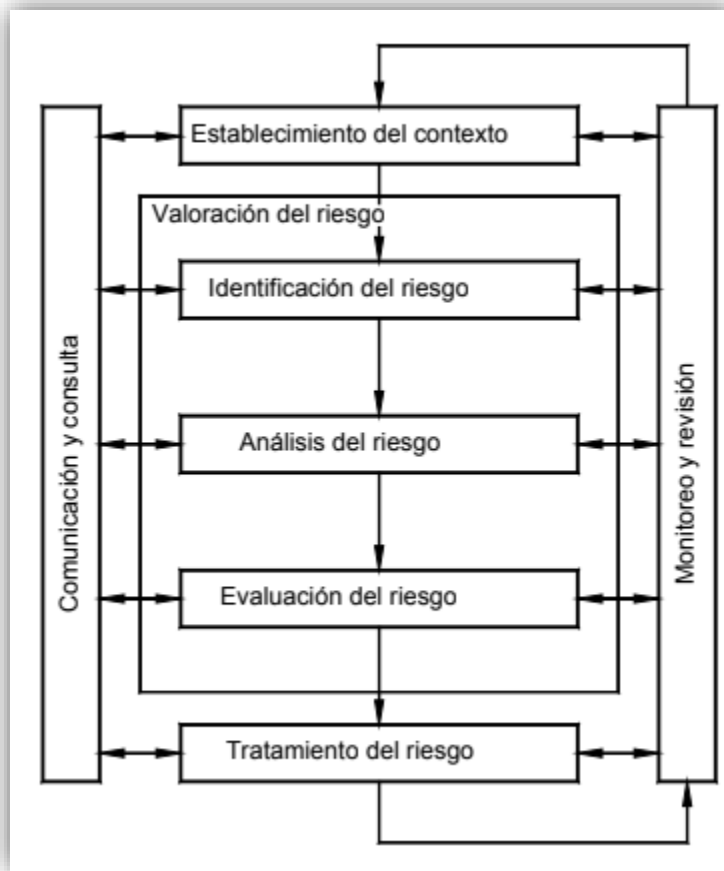 Establecimiento del contexto
Valoración del riesgo
Identificación del riesgo
Análisis del riesgo
Evaluación del riesgo
Tratamiento del riesgo
Comunicación y consulta
Monitoreo y revisión